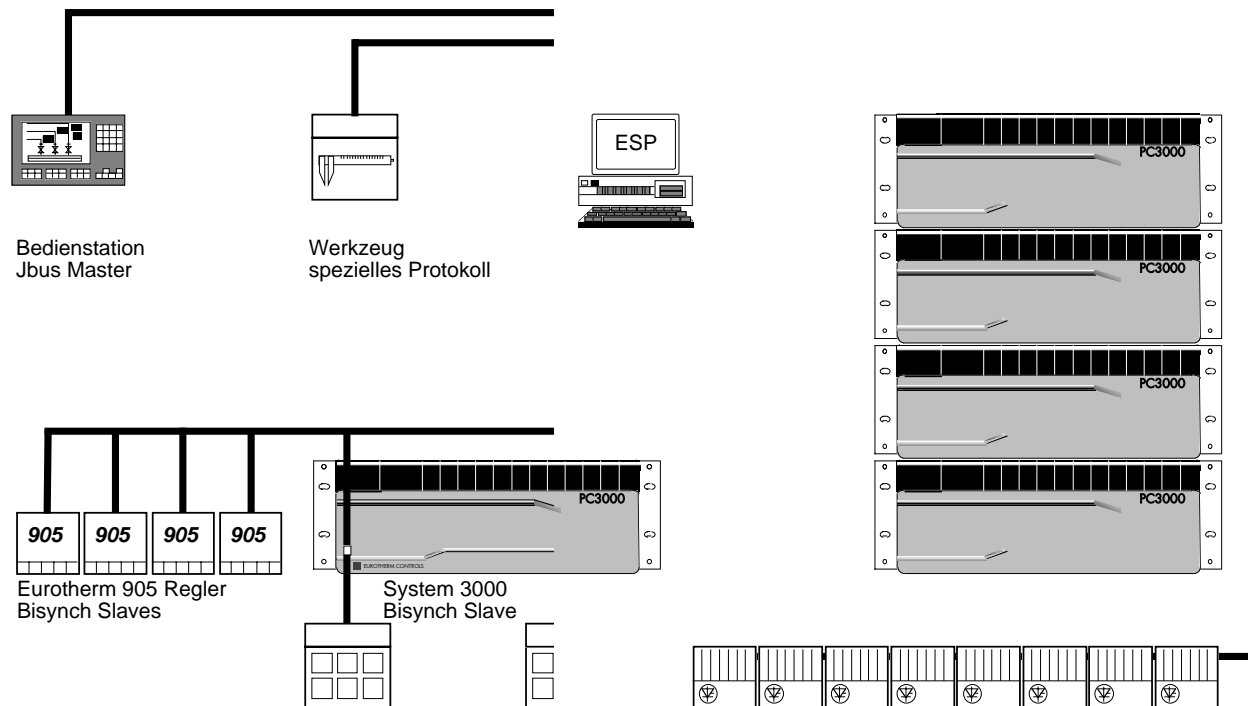 ESP
PC3000
Bedienstation
Jbus Master
Werkzeug
spezielles Protokoll
PC3000
PC3000
PC3000
PC3000
905 905 905 905
EUROTHERM CONTROLS
Eurotherm 905 Regler
Bisynch Slaves
System 3000
Bisynch Slave